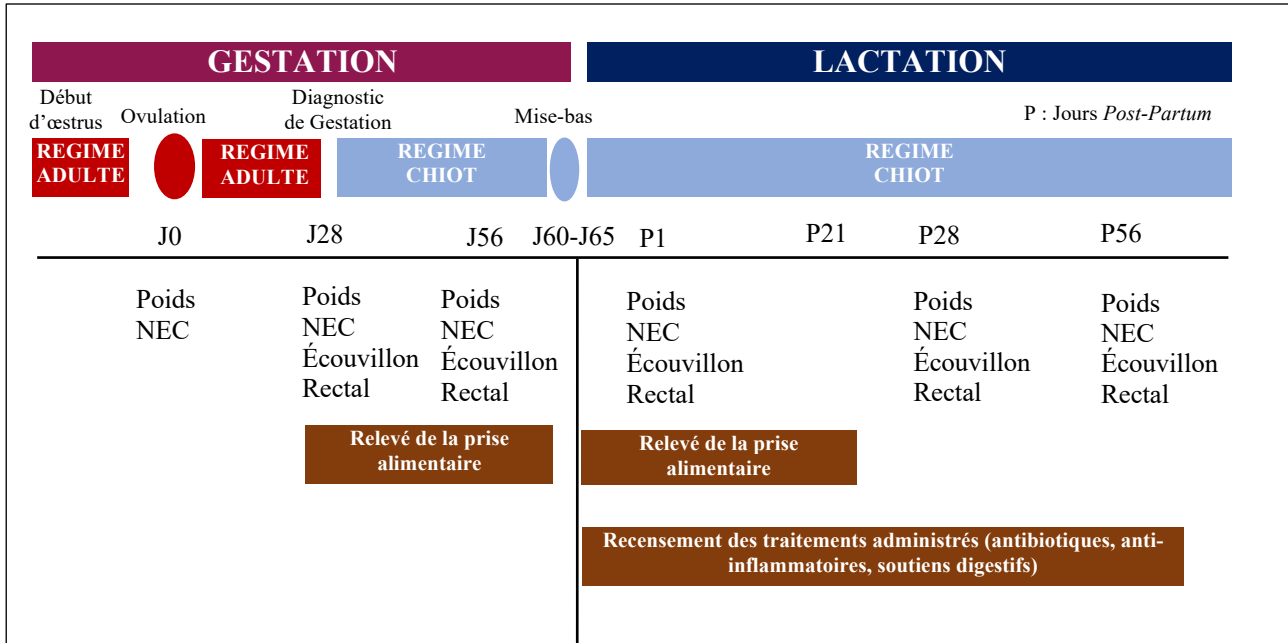 GESTATION
LACTATION
Début
d’œstrus
Ovulation
Diagnostic
de Gestation
Mise-bas
P : Jours Post-Partum
REGIME
ADULTE
REGIME
ADULTE
REGIME
CHIOT
REGIME
CHIOT
J0
J28
J56
J60-J65
P1
P21
P28
P56
Poids
NEC
Poids
NEC
Écouvillon
Rectal
Poids
NEC
Écouvillon
Rectal
Poids
NEC
Écouvillon
Rectal
Poids
NEC
Écouvillon
Rectal
Poids
NEC
Écouvillon
Rectal
Relevé de la prise
alimentaire
Relevé de la prise
alimentaire
Recensement des traitements administrés (antibiotiques, anti-
inflammatoires, soutiens digestifs)